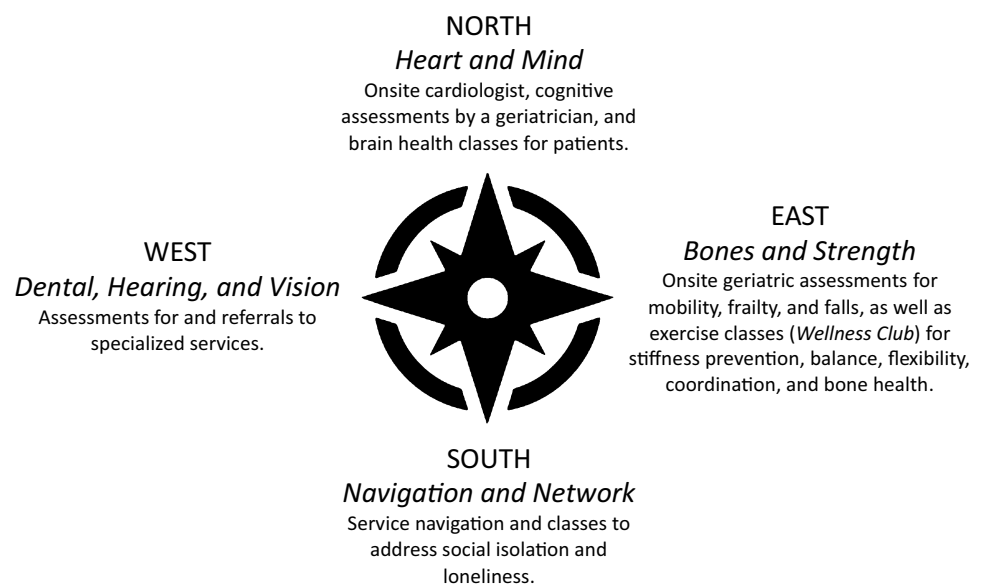 NORTH
Heart and Mind
Onsite cardiologist, cognitive
assessments by a geriatrician, and
brain health classes for patients.
WEST
Dental, Hearing, and Vision
Assessments for and referrals to
specialized services.
EAST
Bones and Strength
Onsite geriatric assessments for
mobility, frailty, and falls, as well as
exercise classes (Wellness Club) for
stiffness prevention, balance, flexibility,
coordination, and bone health.
SOUTH
Navigation and Network
Service navigation and classes to
address social isolation and
loneliness.